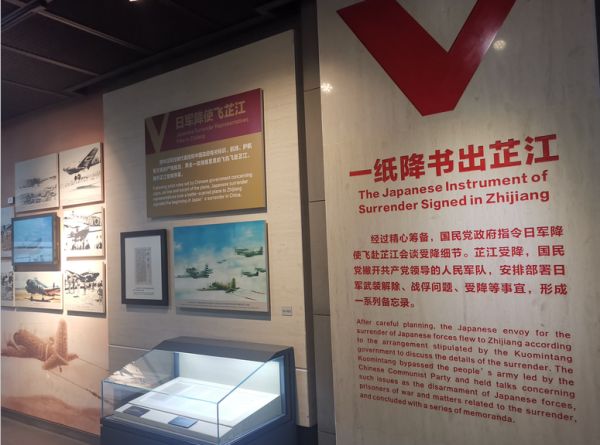 日军降使飞芷江
Japanese Surrender Representatives
Flew to Zhijiang
一纸降书出芷江
The Japanese Instrument of
Surrender Signed in Zhijiang
经过精心筹备，国民党政府指令日军降
使飞赴芷江会谈受降细节。芷江受降，国民
党撇开共产党领导的人民军队，安排部署日
军武装解除、战俘问题、受降等事宜，形成
一系列备忘录。
After careful planning, the Japanese envoy for the
surrender of Japanese forces flew to Zhijiang according
to the arrangement stipulated by the Kuomintang
government to discuss the details of the surrender. The
Kuomintang bypassed the people's army led by the
Chinese Communist Party and held talks concerning
such issues as the disarmament of Japanese forces,
prisoners of war and matters related to the surrender,
and concluded with a series of memoranda.